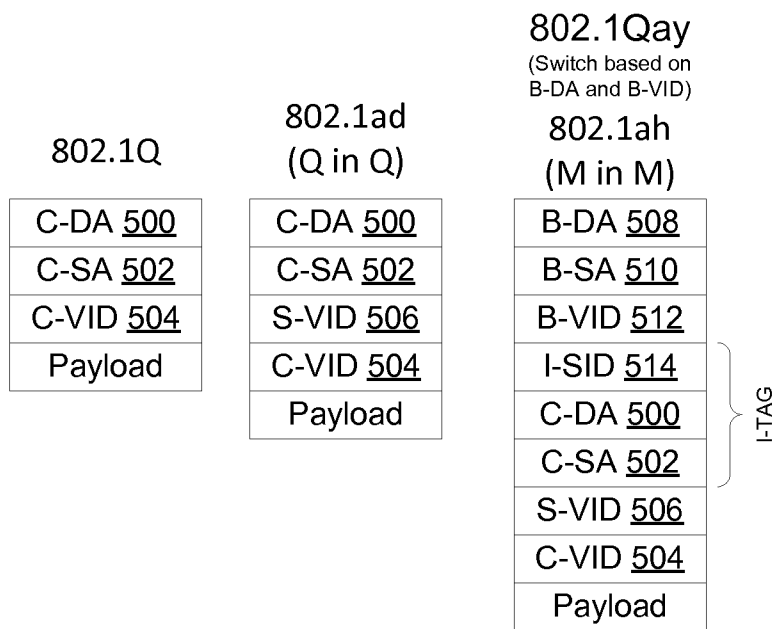 802.1Q
C-DA 500
C-SA 502
C-VID 504
Payload
802.1ad
(Q in Q)
C-DA 500
C-SA 502
S-VID 506
C-VID 504
Payload
802.1Qay
(Switch based on
B-DA and B-VID)
802.1ah
(M in M)
B-DA 508
B-SA 510
B-VID 512
I-SID 514
C-DA 500
C-SA 502
S-VID 506
C-VID 504
Payload
I-TAG